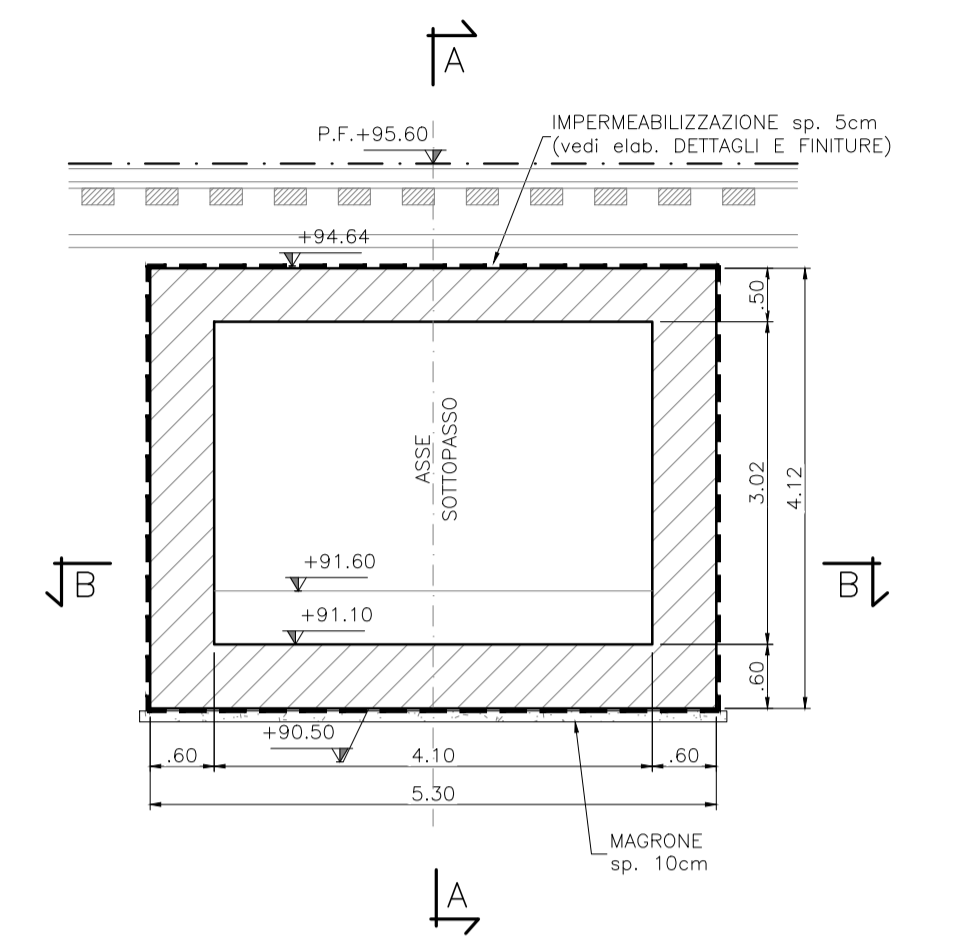 A
P.F.+95.60
IMPERMEABILIZZAZIONE sp. 5cm
(vedi elab. DETTAGLI E FINITURE)
+94.64
.50
ASSE
SOTTOPASSO
3.02
4.12
+91.60
B
B
+91.10
.60
+90.50
.60
4.10
.60
5.30
MAGRONE
sp. 10cm
A